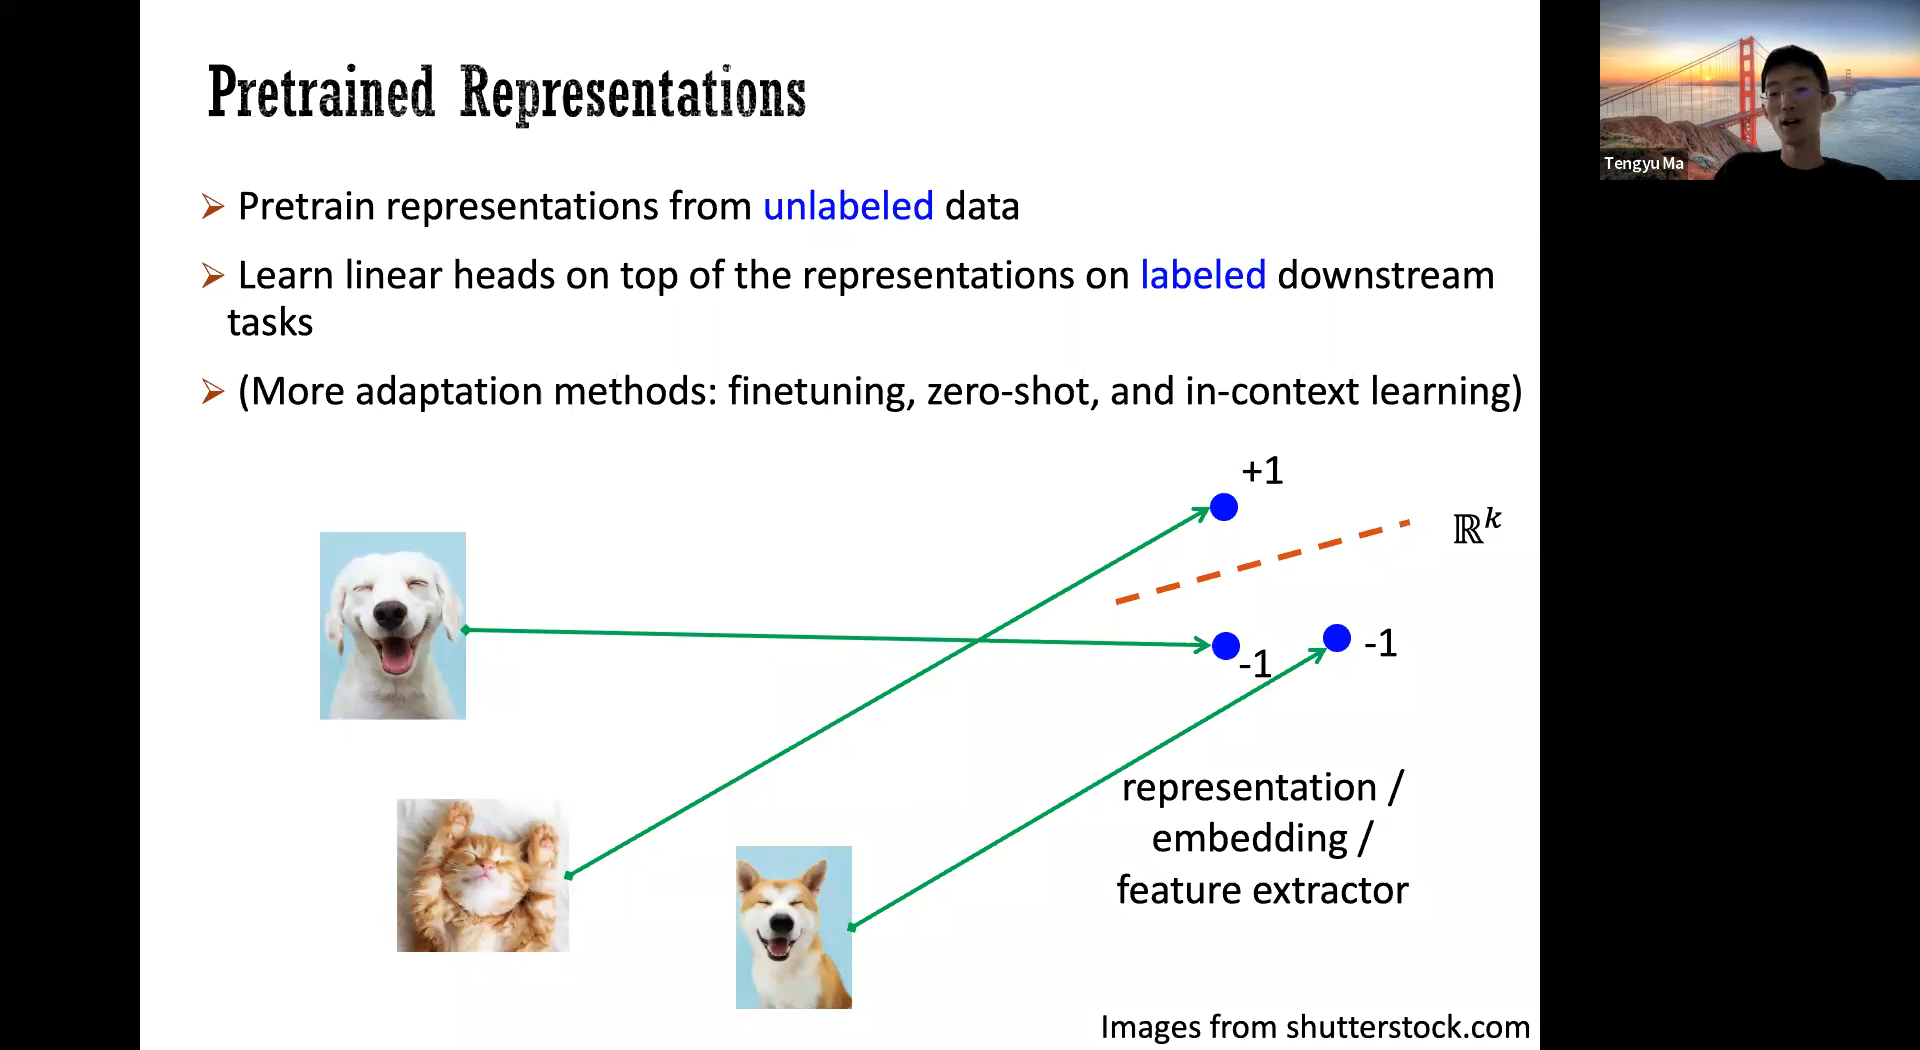 Pretrained Representations
Tengyu Ma
➢ Pretrain representations from unlabeled data
➢ Learn linear heads on top of the representations on labeled downstream
tasks
➢ (More adaptation methods: finetuning, zero-shot, and in-context learning)
+1
ℝᵏ
-1
-1
representation /
embedding /
feature extractor
Images from shutterstock.com